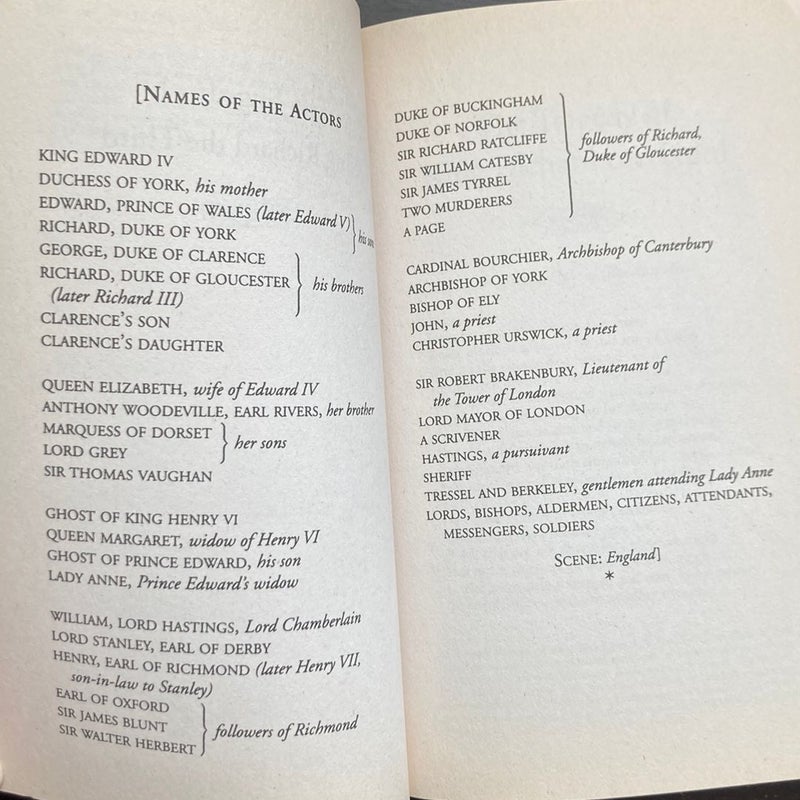 [NAMES OF THE ACTORS
KING EDWARD IV
DUCHESS OF YORK, his mother
EDWARD, PRINCE OF WALES (later Edward V)
RICHARD, DUKE OF YORK
his sons
GEORGE, DUKE OF CLARENCE
RICHARD, DUKE OF GLOUCESTER
(later Richard III)
his brothers
CLARENCE'S SON
CLARENCE'S DAUGHTER
QUEEN ELIZABETH, wife of Edward IV
ANTHONY WOODEVILLE, EARL RIVERS, her brother
MARQUESS OF DORSET
LORD GREY
her sons
SIR THOMAS VAUGHAN
GHOST OF KING HENRY VI
QUEEN MARGARET, widow of Henry VI
GHOST OF PRINCE EDWARD, his son
LADY ANNE, Prince Edward's widow
WILLIAM, LORD HASTINGS, Lord Chamberlain
LORD STANLEY, EARL OF DERBY
HENRY, EARL OF RICHMOND (later Henry VII,
son-in-law to Stanley)
EARL OF OXFORD
SIR JAMES BLUNT
SIR WALTER HERBERT
followers of Richmond
DUKE OF BUCKINGHAM
DUKE OF NORFOLK
SIR RICHARD RATCLIFFE
SIR WILLIAM CATESBY
SIR JAMES TYRREL
TWO MURDERERS
A PAGE
followers of Richard,
Duke of Gloucester
CARDINAL BOURCHIER, Archbishop of Canterbury
ARCHBISHOP OF YORK
BISHOP OF ELY
JOHN, a priest
CHRISTOPHER URSWICK, a priest
SIR ROBERT BRAKENBURY, Lieutenant of
the Tower of London
LORD MAYOR OF LONDON
A SCRIVENER
HASTINGS, a pursuivant
SHERIFF
TRESSEL AND BERKELEY, gentlemen attending Lady Anne
LORDS, BISHOPS, ALDERMEN, CITIZENS, ATTENDANTS,
MESSENGERS, SOLDIERS
SCENE: England]
*